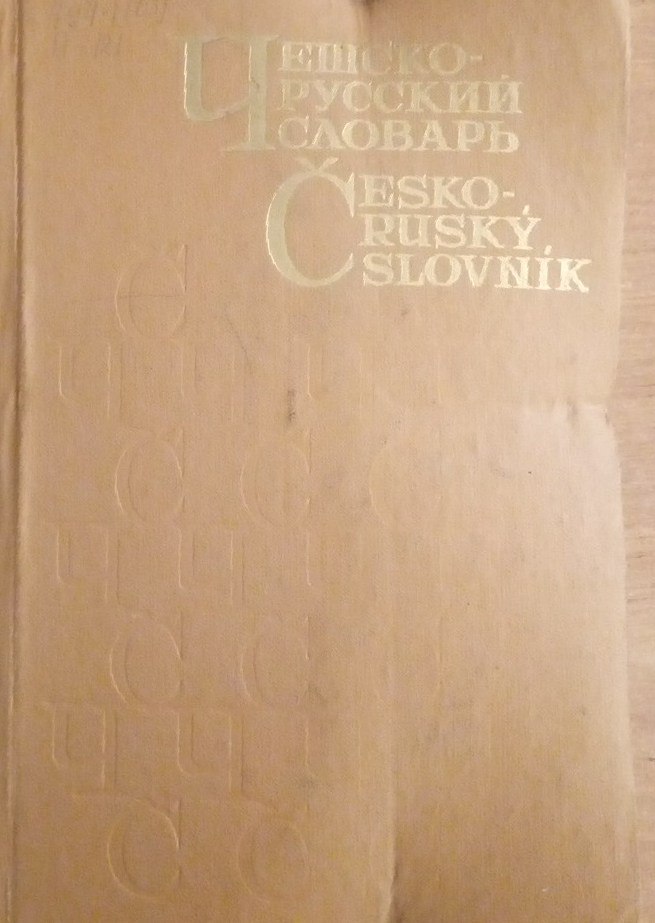 Чешско-
русский
словарь
Česko-
ruský
slovník